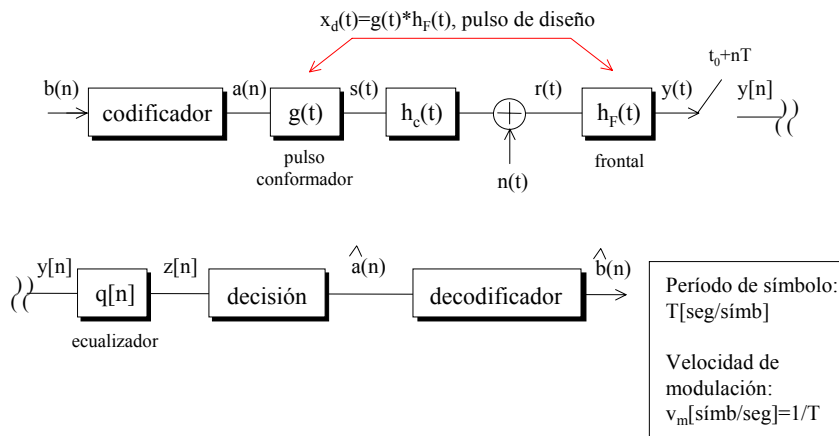 x_d(t)=g(t)*h_F(t), pulso de diseño
t_0+nT
b(n) a(n) s(t) r(t) y(t) y[n]
codificador g(t) h_c(t) h_F(t)
pulso
conformador
n(t)
frontal
y[n] z[n] â(n) b̂(n)
q[n] decisión decodificador
ecualizador
Período de símbolo:
T[seg/símb]
Velocidad de
modulación:
v_m[símb/seg]=1/T